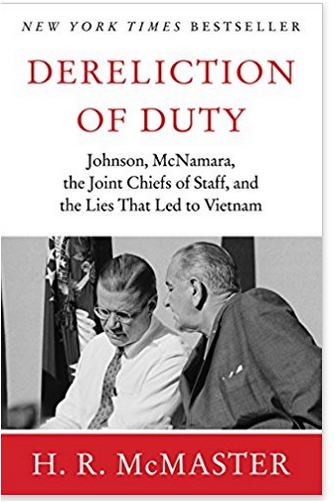 NEW YORK TIMES BESTSELLER
DERELICTION
OF DUTY
Johnson, McNamara,
the Joint Chiefs of Staff, and
the Lies That Led to Vietnam
H. R. McMASTER